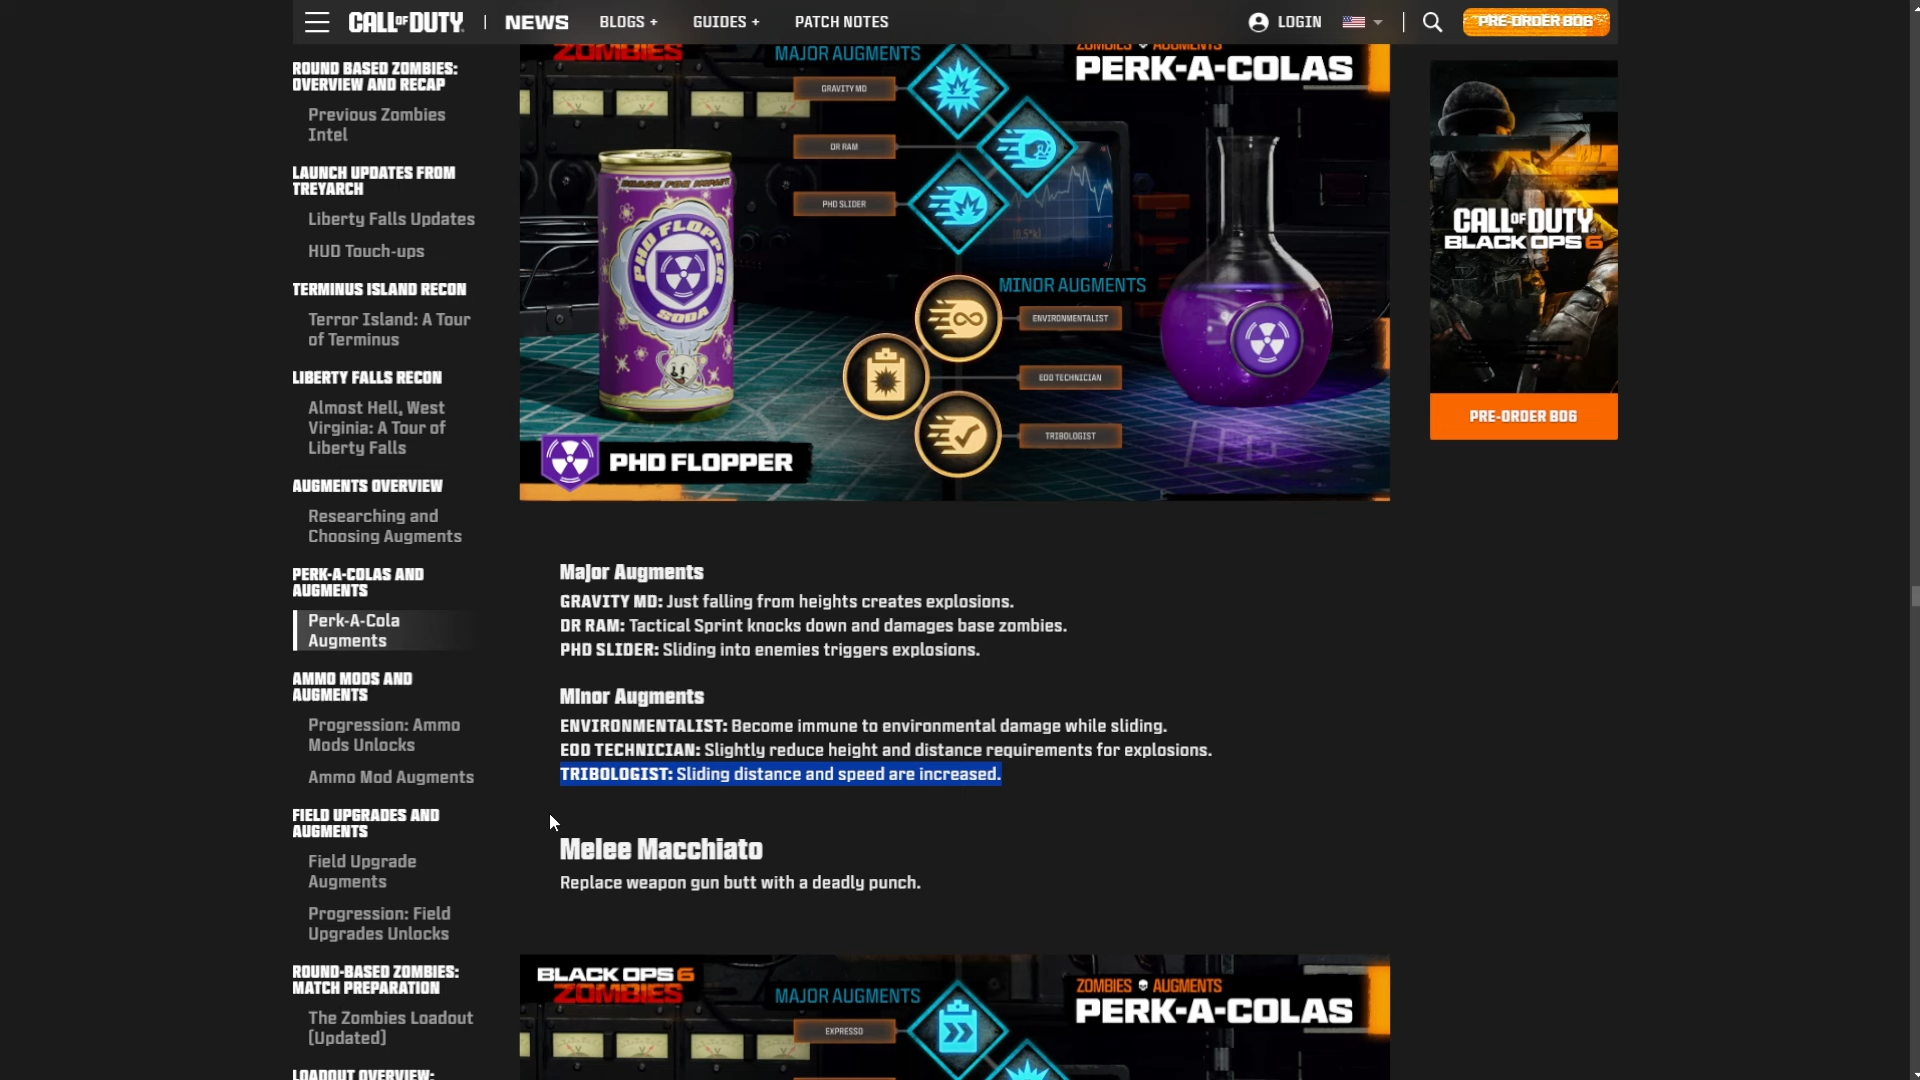 CALL OF DUTY
NEWS
BLOGS +
GUIDES +
PATCH NOTES
LOGIN
PRE-ORDER BO6
ROUND BASED ZOMBIES:
OVERVIEW AND RECAP
Previous Zombies
Intel
LAUNCH UPDATES FROM
TREYARCH
Liberty Falls Updates
HUD Touch-ups
TERMINUS ISLAND RECON
Terror Island: A Tour
of Terminus
LIBERTY FALLS RECON
Almost Hell, West
Virginia: A Tour of
Liberty Falls
AUGMENTS OVERVIEW
Researching and
Choosing Augments
PERK-A-COLAS AND
AUGMENTS
Perk-A-Cola
Augments
AMMO MODS AND
AUGMENTS
Progression: Ammo
Mods Unlocks
Ammo Mod Augments
FIELD UPGRADES AND
AUGMENTS
Field Upgrade
Augments
Progression: Field
Upgrades Unlocks
ROUND-BASED ZOMBIES:
MATCH PREPARATION
The Zombies Loadout
(Updated)
LOADOUT OVERVIEW:
ZOMBIES
MAJOR AUGMENTS
ZOMBIES AUGMENTS
PERK-A-COLAS
GRAVITY MD
DR RAM
PHD SLIDER
PHD FLOPPER
SODA
MINOR AUGMENTS
ENVIRONMENTALIST
EOD TECHNICIAN
TRIBOLOGIST
PHD FLOPPER
Major Augments
GRAVITY MD: Just falling from heights creates explosions.
DR RAM: Tactical Sprint knocks down and damages base zombies.
PHD SLIDER: Sliding into enemies triggers explosions.
Minor Augments
ENVIRONMENTALIST: Become immune to environmental damage while sliding.
EOD TECHNICIAN: Slightly reduce height and distance requirements for explosions.
TRIBOLOGIST: Sliding distance and speed are increased.
Melee Macchiato
Replace weapon gun butt with a deadly punch.
BLACK OPS 6
ZOMBIES
MAJOR AUGMENTS
EXPRESSO
ZOMBIES AUGMENTS
PERK-A-COLAS
CALL OF DUTY
BLACK OPS 6
PRE-ORDER BO6